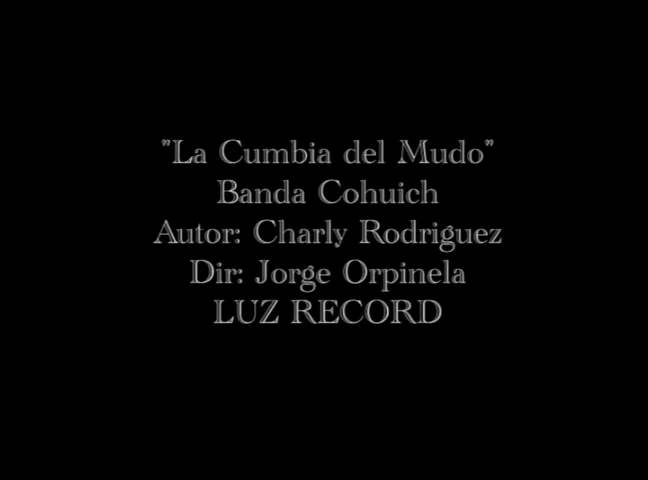 "La Cumbia del Mudo"
Banda Cohuich
Autor: Charly Rodriguez
Dir: Jorge Orpinela
LUZ RECORD